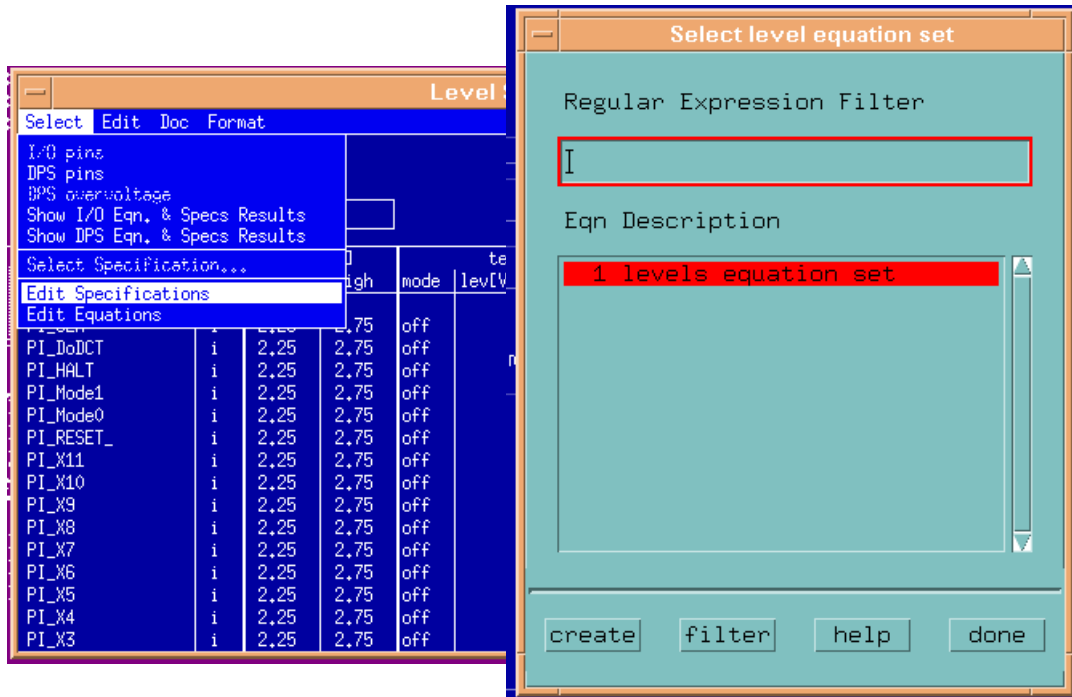 Level
Select Edit Doc Format
I/O pins
DPS pins
DPS overvoltage
Show I/O Eqn. & Specs Results
Show DPS Eqn. & Specs Results
Select Specification...
Edit Specifications
Edit Equations
igh mode lev[V
te
2.75 off
PI_DoDCT i 2.25 2.75 off
PI_HALT i 2.25 2.75 off
PI_Mode1 i 2.25 2.75 off
PI_Mode0 i 2.25 2.75 off
PI_RESET_ i 2.25 2.75 off
PI_X11 i 2.25 2.75 off
PI_X10 i 2.25 2.75 off
PI_X9 i 2.25 2.75 off
PI_X8 i 2.25 2.75 off
PI_X7 i 2.25 2.75 off
PI_X6 i 2.25 2.75 off
PI_X5 i 2.25 2.75 off
PI_X4 i 2.25 2.75 off
PI_X3 i 2.25 2.75 off
Select level equation set
Regular Expression Filter
Eqn Description
1 levels equation set
create filter help done